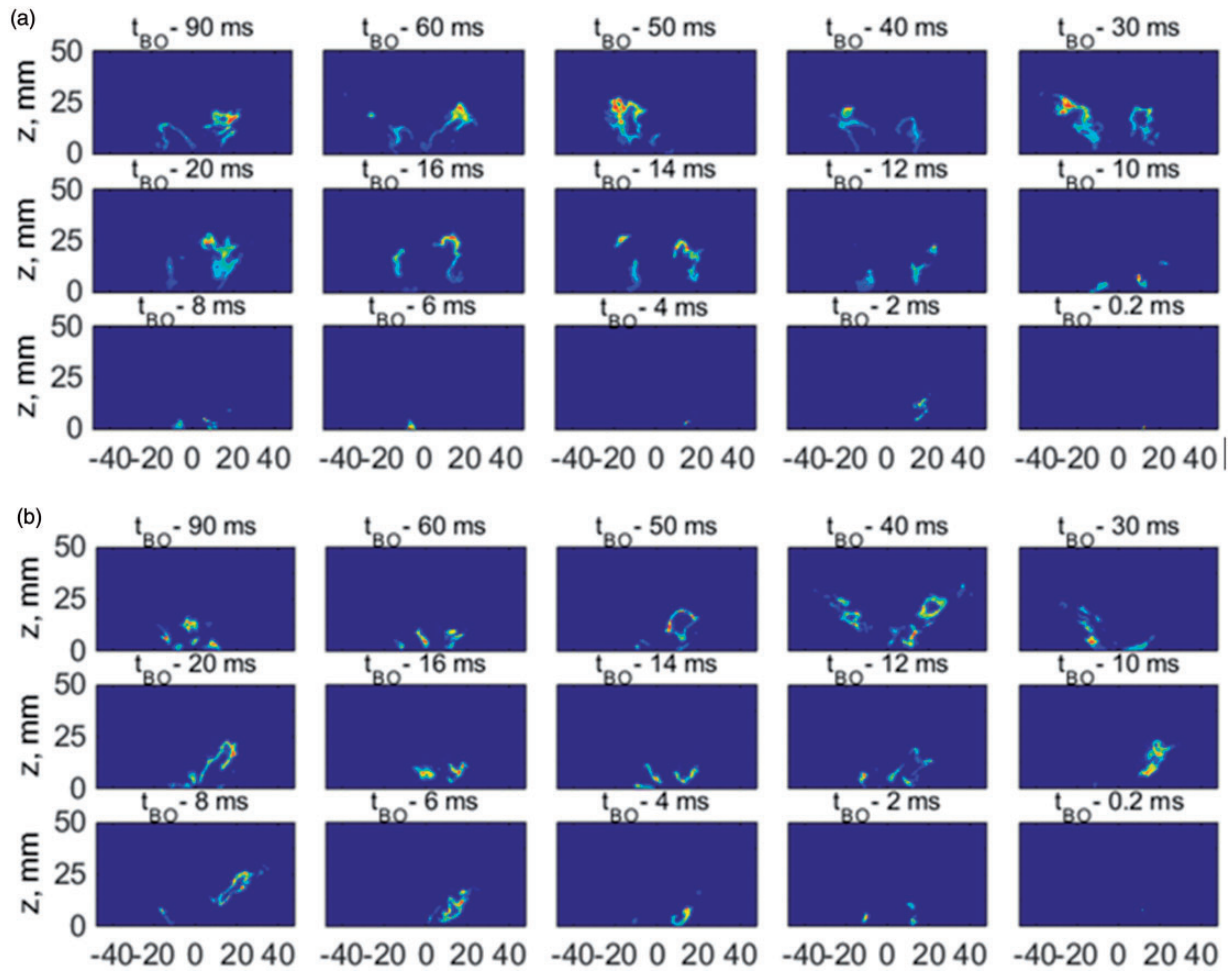 (a)
t_BO - 90 ms t_BO - 60 ms t_BO - 50 ms t_BO - 40 ms t_BO - 30 ms
50
z, mm
25
0
t_BO - 20 ms t_BO - 16 ms t_BO - 14 ms t_BO - 12 ms t_BO - 10 ms
50
z, mm
25
0
t_BO - 8 ms t_BO - 6 ms t_BO - 4 ms t_BO - 2 ms t_BO - 0.2 ms
50
z, mm
25
0
-40 -20 0 20 40 -40 -20 0 20 40 -40 -20 0 20 40 -40 -20 0 20 40 -40 -20 0 20 40
(b)
t_BO - 90 ms t_BO - 60 ms t_BO - 50 ms t_BO - 40 ms t_BO - 30 ms
50
z, mm
25
0
t_BO - 20 ms t_BO - 16 ms t_BO - 14 ms t_BO - 12 ms t_BO - 10 ms
50
z, mm
25
0
t_BO - 8 ms t_BO - 6 ms t_BO - 4 ms t_BO - 2 ms t_BO - 0.2 ms
50
z, mm
25
0
-40 -20 0 20 40 -40 -20 0 20 40 -40 -20 0 20 40 -40 -20 0 20 40 -40 -20 0 20 40